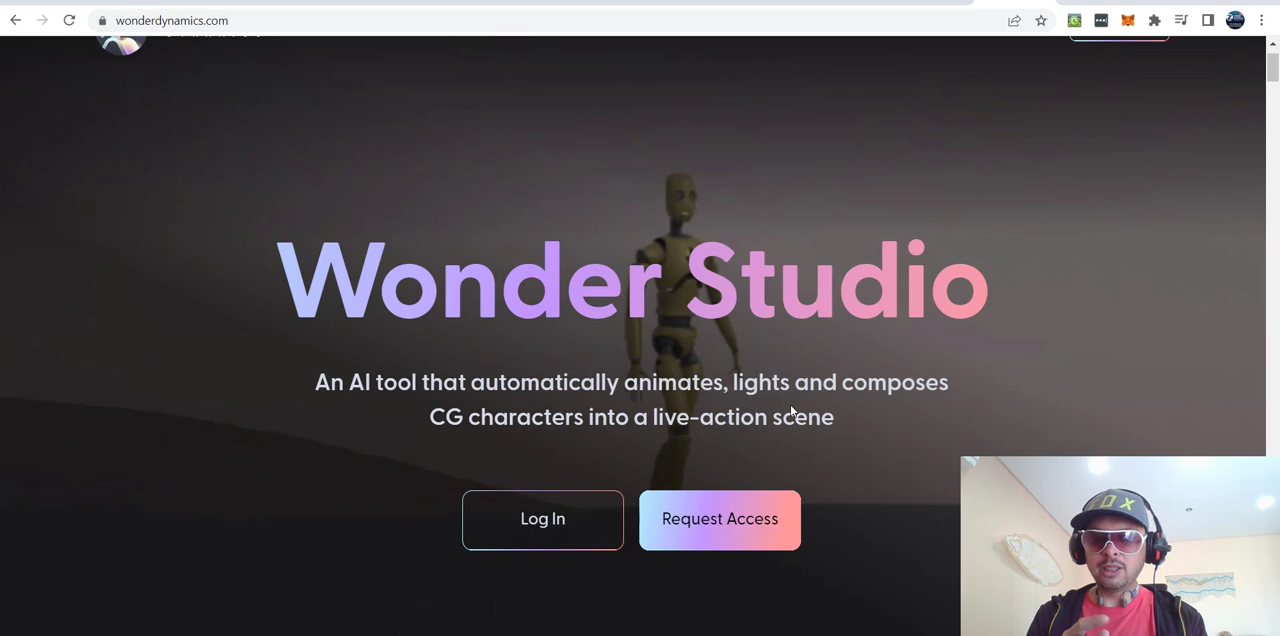 wonderdynamics.com
Wonder Studio
An AI tool that automatically animates, lights and composes
CG characters into a live-action scene
Log In
Request Access
FOX